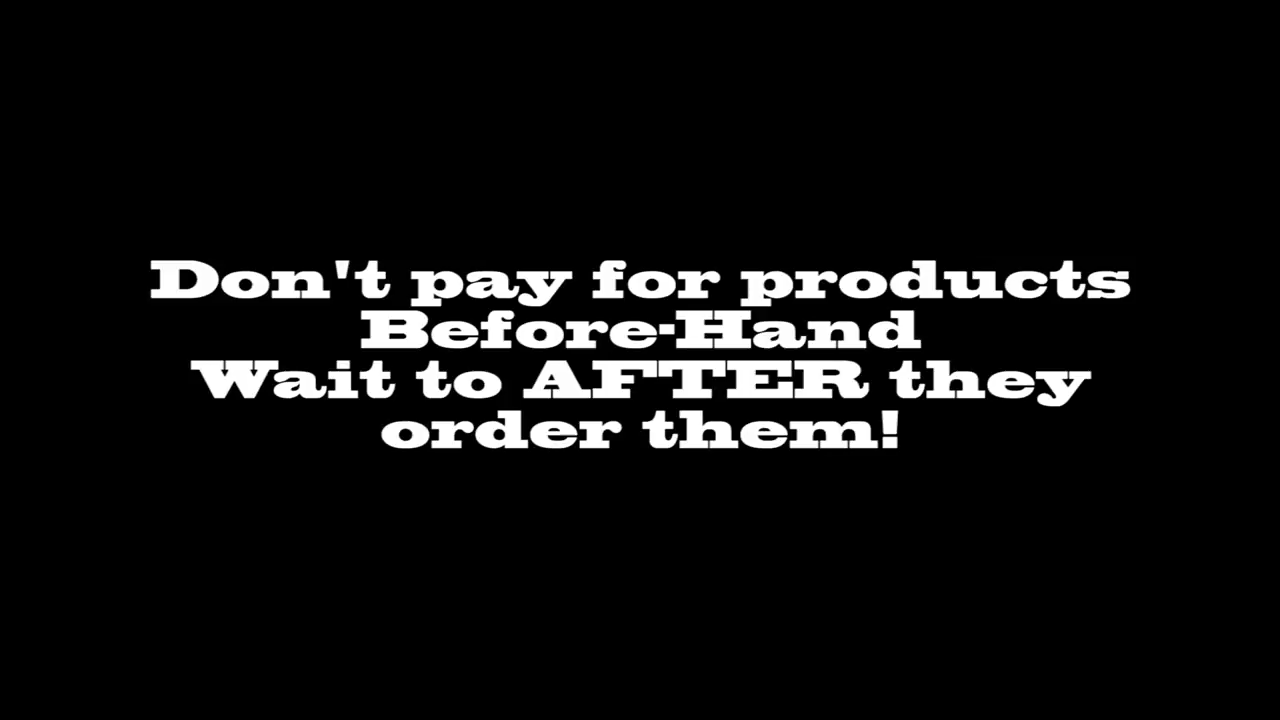 Don't pay for products
Before-Hand
Wait to AFTER they
order them!